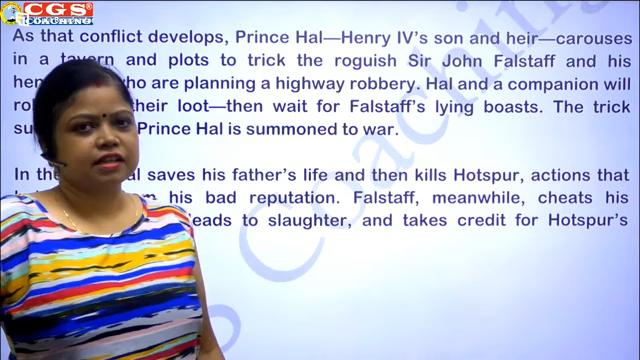 CGS
COACHING
As that conflict develops, Prince Hal—Henry IV's son and heir—carouses
in a tavern and plots to trick the roguish Sir John Falstaff and his
who are planning a highway robbery. Hal and a companion will
their loot—then wait for Falstaff's lying boasts. The trick
Prince Hal is summoned to war.
In the saves his father's life and then kills Hotspur, actions that
his bad reputation. Falstaff, meanwhile, cheats his
leads to slaughter, and takes credit for Hotspur's
Coaching